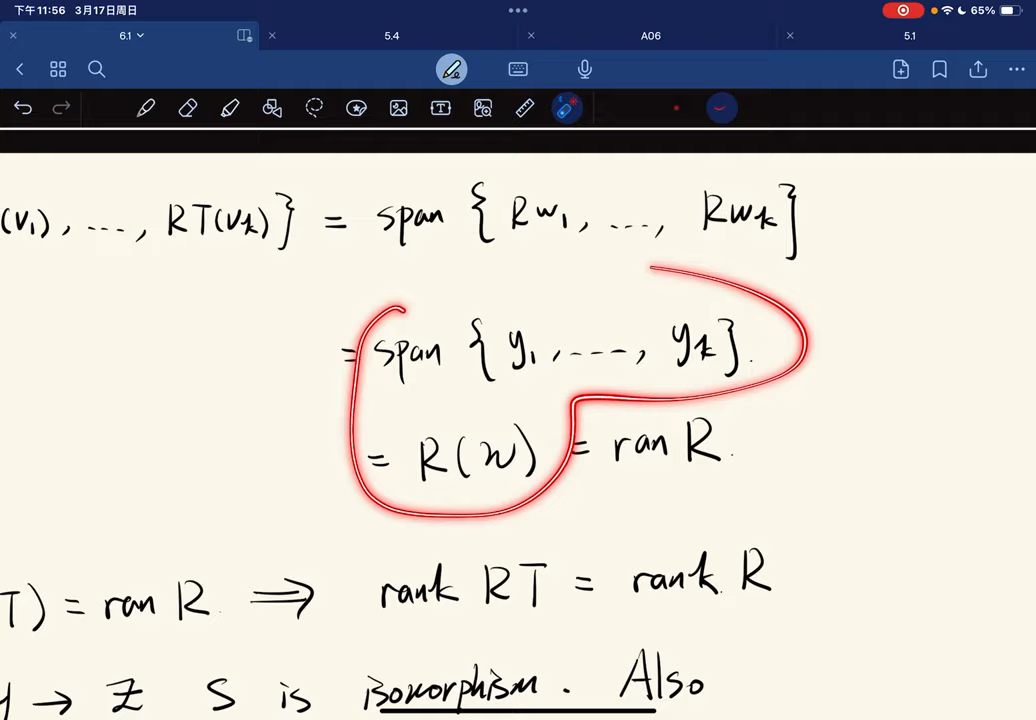 下午11:56 3月17日周日
65%
6.1 5.4 A06 5.1
(v₁), ..., RT(vₖ)} = span { Rw₁, ..., Rwₖ}
= span { y₁, ..., yₖ}.
= R(W) = ran R.
T) = ran R. ⟹ rank RT = rank R
→ Z S is isomorphism. Also